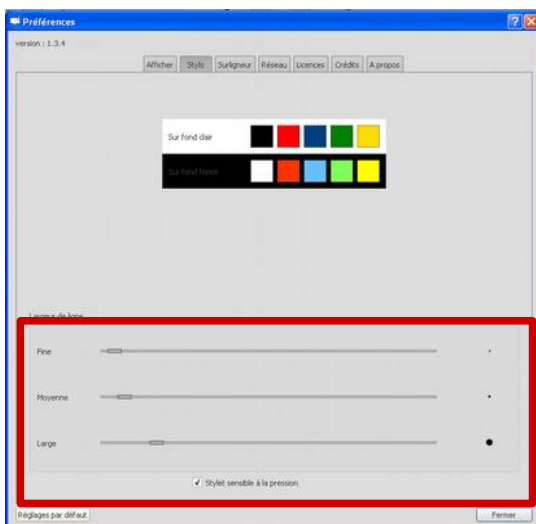 Préférences
version : 1.3.4
Afficher Stylo Surligneur Réseau Licences Crédits A propos
Sur fond clair
Sur fond foncé
Largeur de ligne
Fine
Moyenne
Large
Stylet sensible à la pression
Réglages par défaut
Fermer